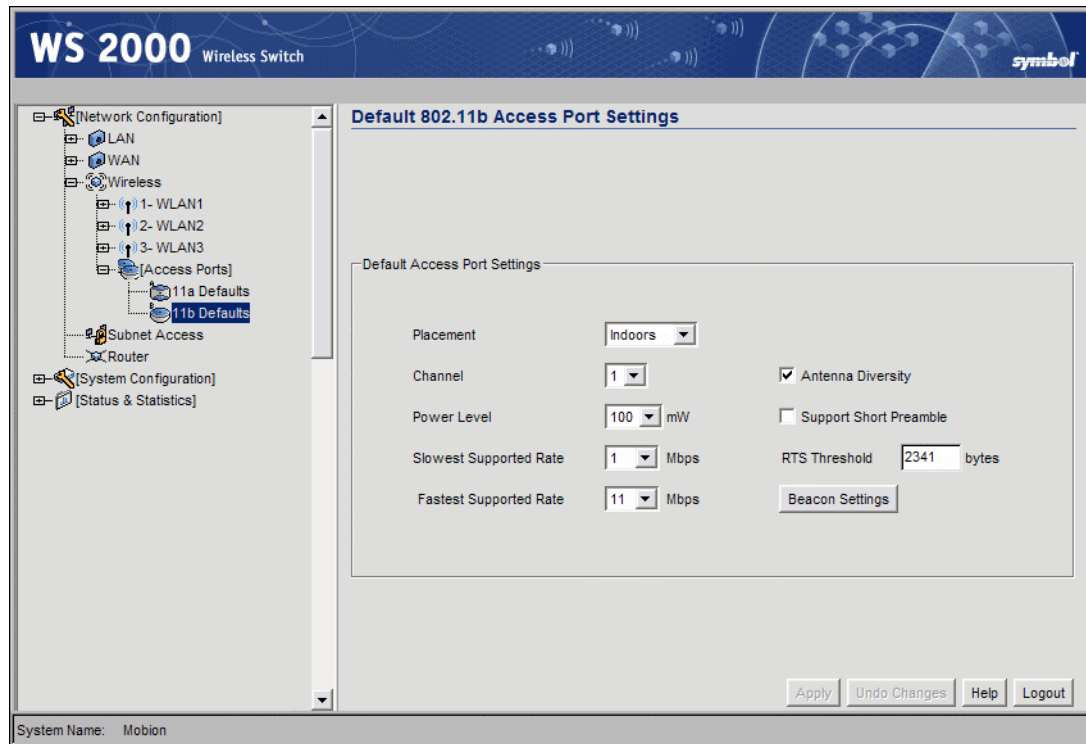 WS 2000 Wireless Switch
symbol
[Network Configuration]
LAN
WAN
Wireless
1- WLAN1
2- WLAN2
3- WLAN3
[Access Ports]
11a Defaults
11b Defaults
Subnet Access
Router
[System Configuration]
[Status & Statistics]
Default 802.11b Access Port Settings
Default Access Port Settings
Placement Indoors
Channel 1 Antenna Diversity
Power Level 100 mW Support Short Preamble
Slowest Supported Rate 1 Mbps RTS Threshold 2341 bytes
Fastest Supported Rate 11 Mbps Beacon Settings
Apply Undo Changes Help Logout
System Name: Mobion